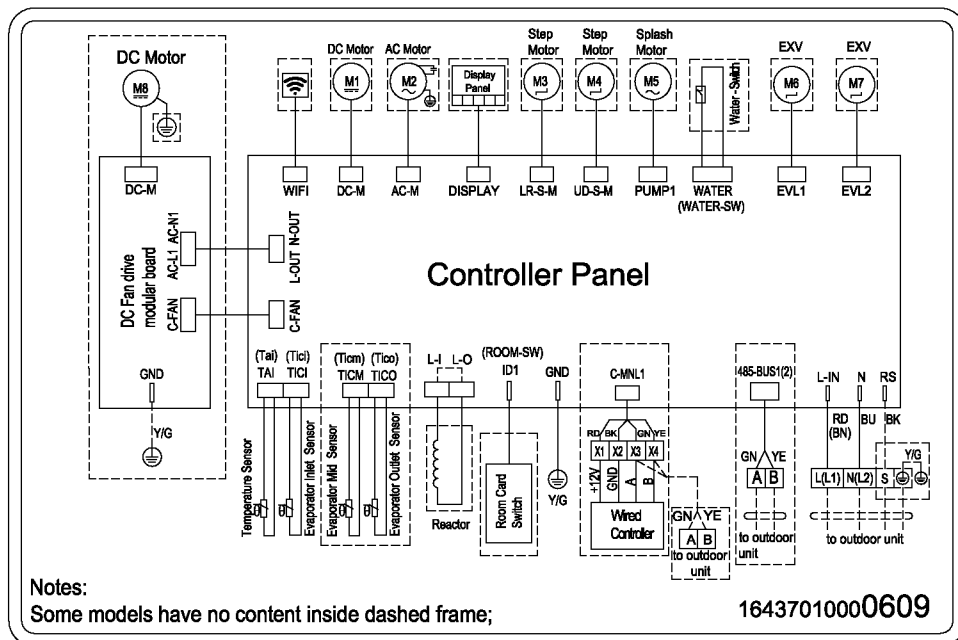 DC Motor
M8
DC Motor
M1
AC Motor
M2
Display
Panel
Step
Motor
M3
Step
Motor
M4
Splash
Motor
M5
Water-Switch
EXV
M6
EXV
M7
DC-M
WIFI
DC-M
AC-M
DISPLAY
LR-S-M
UD-S-M
PUMP1
WATER
(WATER-SW)
EVL1
EVL2
DC Fan drive
modular board
AC-L1 AC-N1
L-OUT N-OUT
C-FAN
C-FAN
Controller Panel
GND
Y/G
(Tai) (Tici)
TAI TICI
(Ticm) (Tico)
TICM TICO
L-I L-O
(ROOM-SW)
ID1
GND
C-MNL1
485-BUS1(2)
L-IN N RS
Temperature Sensor
Evaporator Inlet Sensor
Evaporator Mid Sensor
Evaporator Outlet Sensor
Reactor
Room Card
Switch
Y/G
RD BK GN YE
X1 X2 X3 X4
+12V GND A B
Wired
Controller
GN YE
A B
to outdoor
unit
GN YE
A B
to outdoor
unit
RD
(BN)
BU
BK
Y/G
L(L1) N(L2) S
to outdoor unit
Notes:
Some models have no content inside dashed frame;
16437010000609